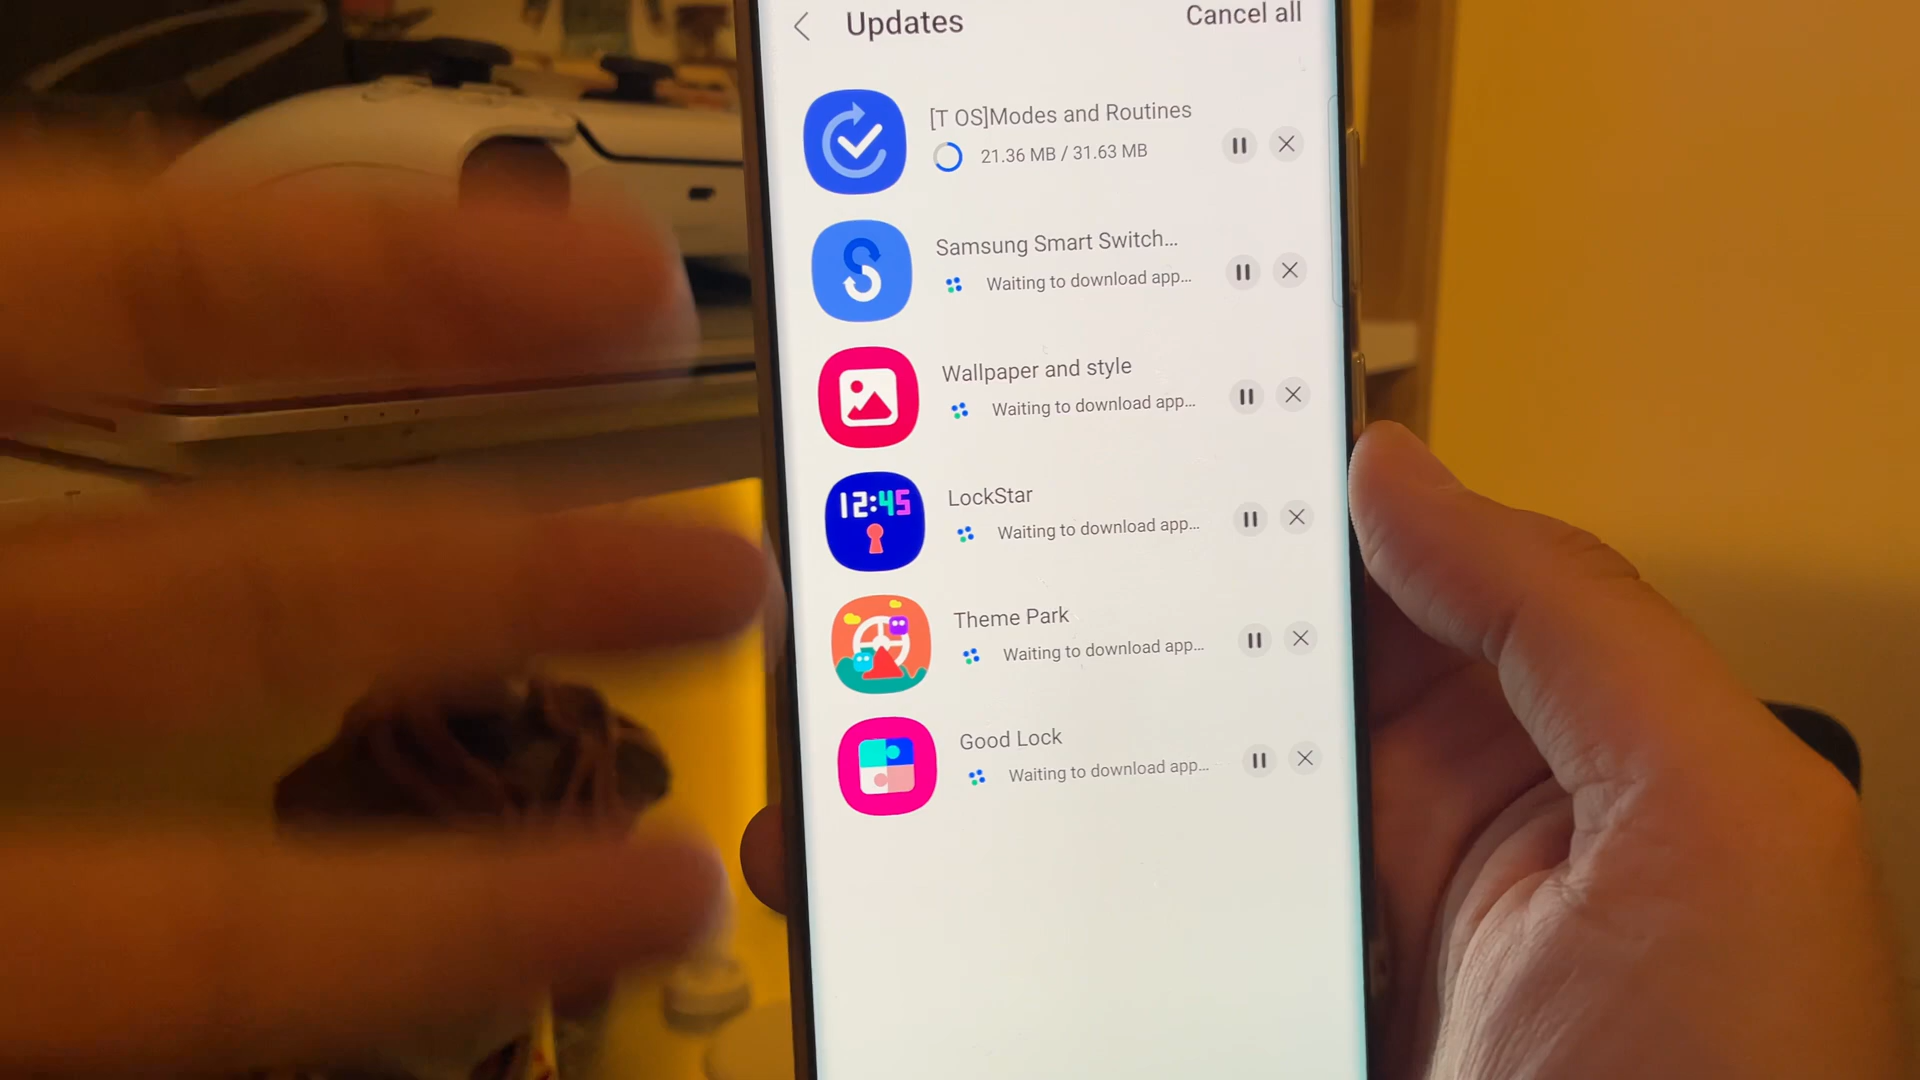 Updates
Cancel all
[T OS]Modes and Routines
21.36 MB / 31.63 MB
Samsung Smart Switch...
Waiting to download app...
Wallpaper and style
Waiting to download app...
12:45
LockStar
Waiting to download app...
Theme Park
Waiting to download app...
Good Lock
Waiting to download app...